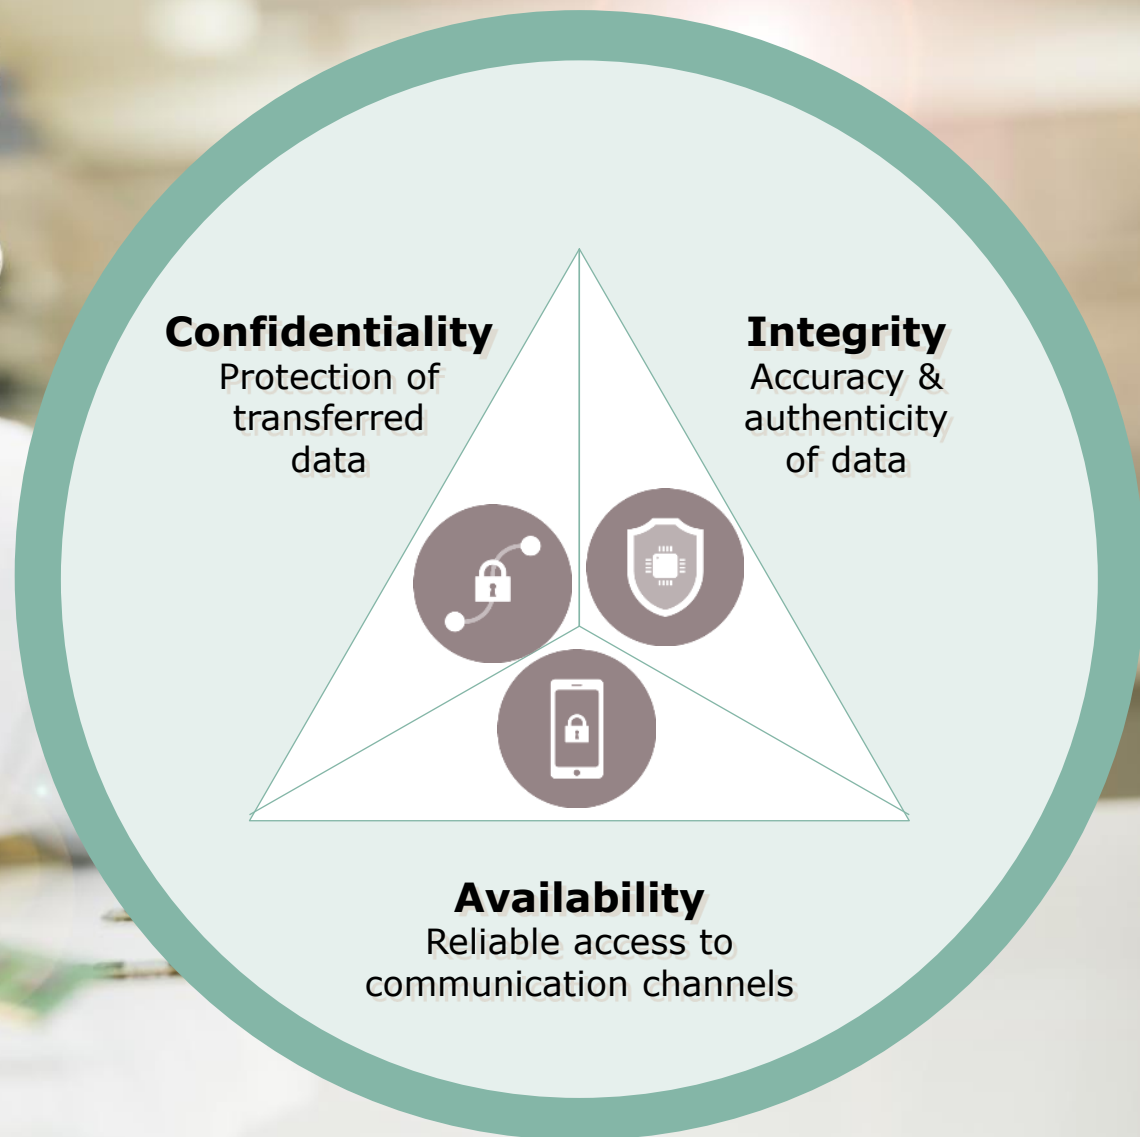 Confidentiality
Protection of
transferred
data
Integrity
Accuracy &
authenticity
of data
Availability
Reliable access to
communication channels